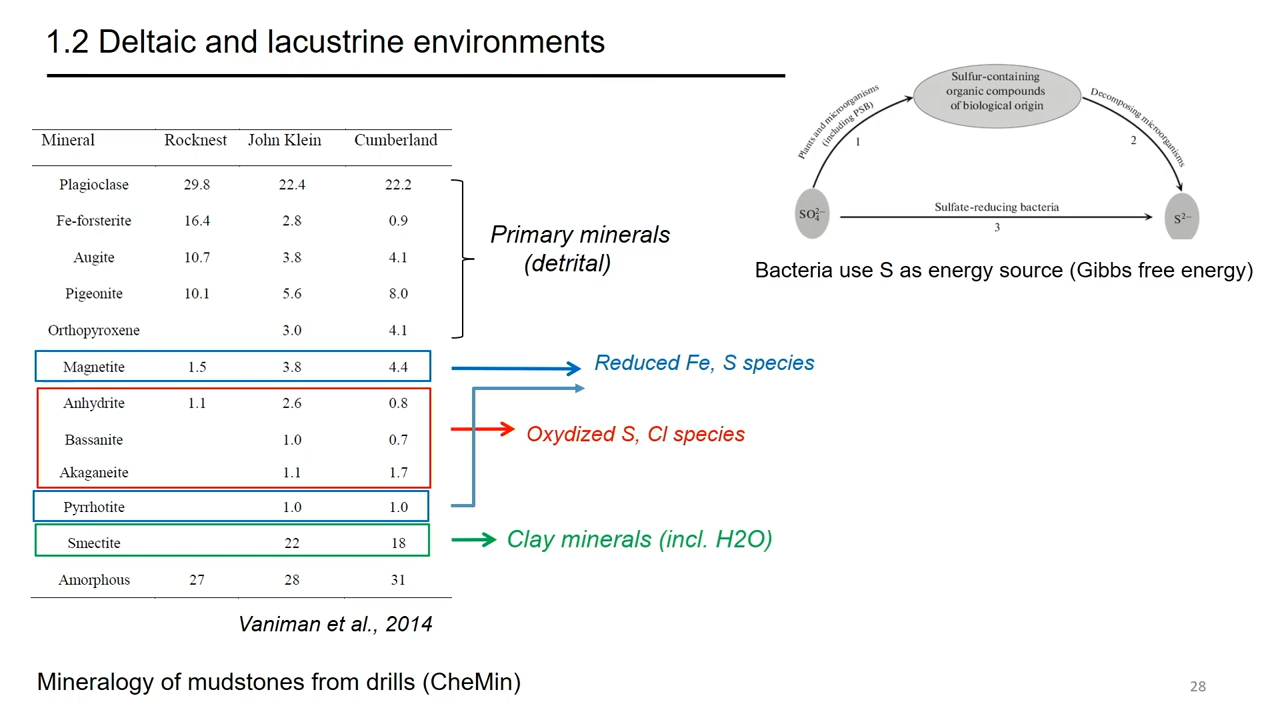 1.2 Deltaic and lacustrine environments
Mineral Rocknest John Klein Cumberland
Plagioclase 29.8 22.4 22.2
Fe-forsterite 16.4 2.8 0.9
Augite 10.7 3.8 4.1
Pigeonite 10.1 5.6 8.0
Orthopyroxene 3.0 4.1
Magnetite 1.5 3.8 4.4
Anhydrite 1.1 2.6 0.8
Bassanite 1.0 0.7
Akaganeite 1.1 1.7
Pyrrhotite 1.0 1.0
Smectite 22 18
Amorphous 27 28 31
Primary minerals
(detrital)
Reduced Fe, S species
Oxydized S, Cl species
Clay minerals (incl. H2O)
Vaniman et al., 2014
Mineralogy of mudstones from drills (CheMin)
Sulfur-containing
organic compounds
of biological origin
Plants and microorganisms
(including PSB)
1
Decomposing microorganisms
2
SO₄²⁻
Sulfate-reducing bacteria
3
S²⁻
Bacteria use S as energy source (Gibbs free energy)
28